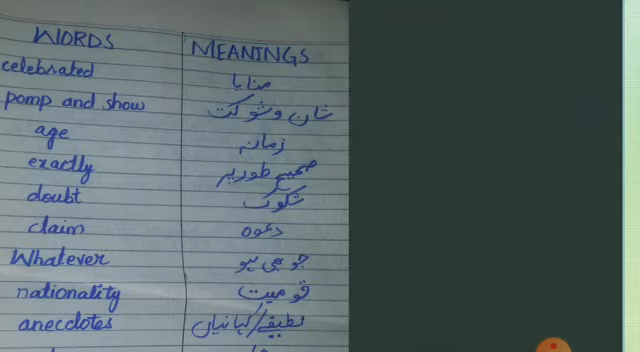 WORDS MEANINGS
celebrated منایا
pomp and show شان و شوکت
age زمانہ
exactly صحیح طور پر
doubt شکوک
claim دعوہ
Whatever جو بھی ہو
nationality قومیت
anecdotes لطیفے/کہانیاں